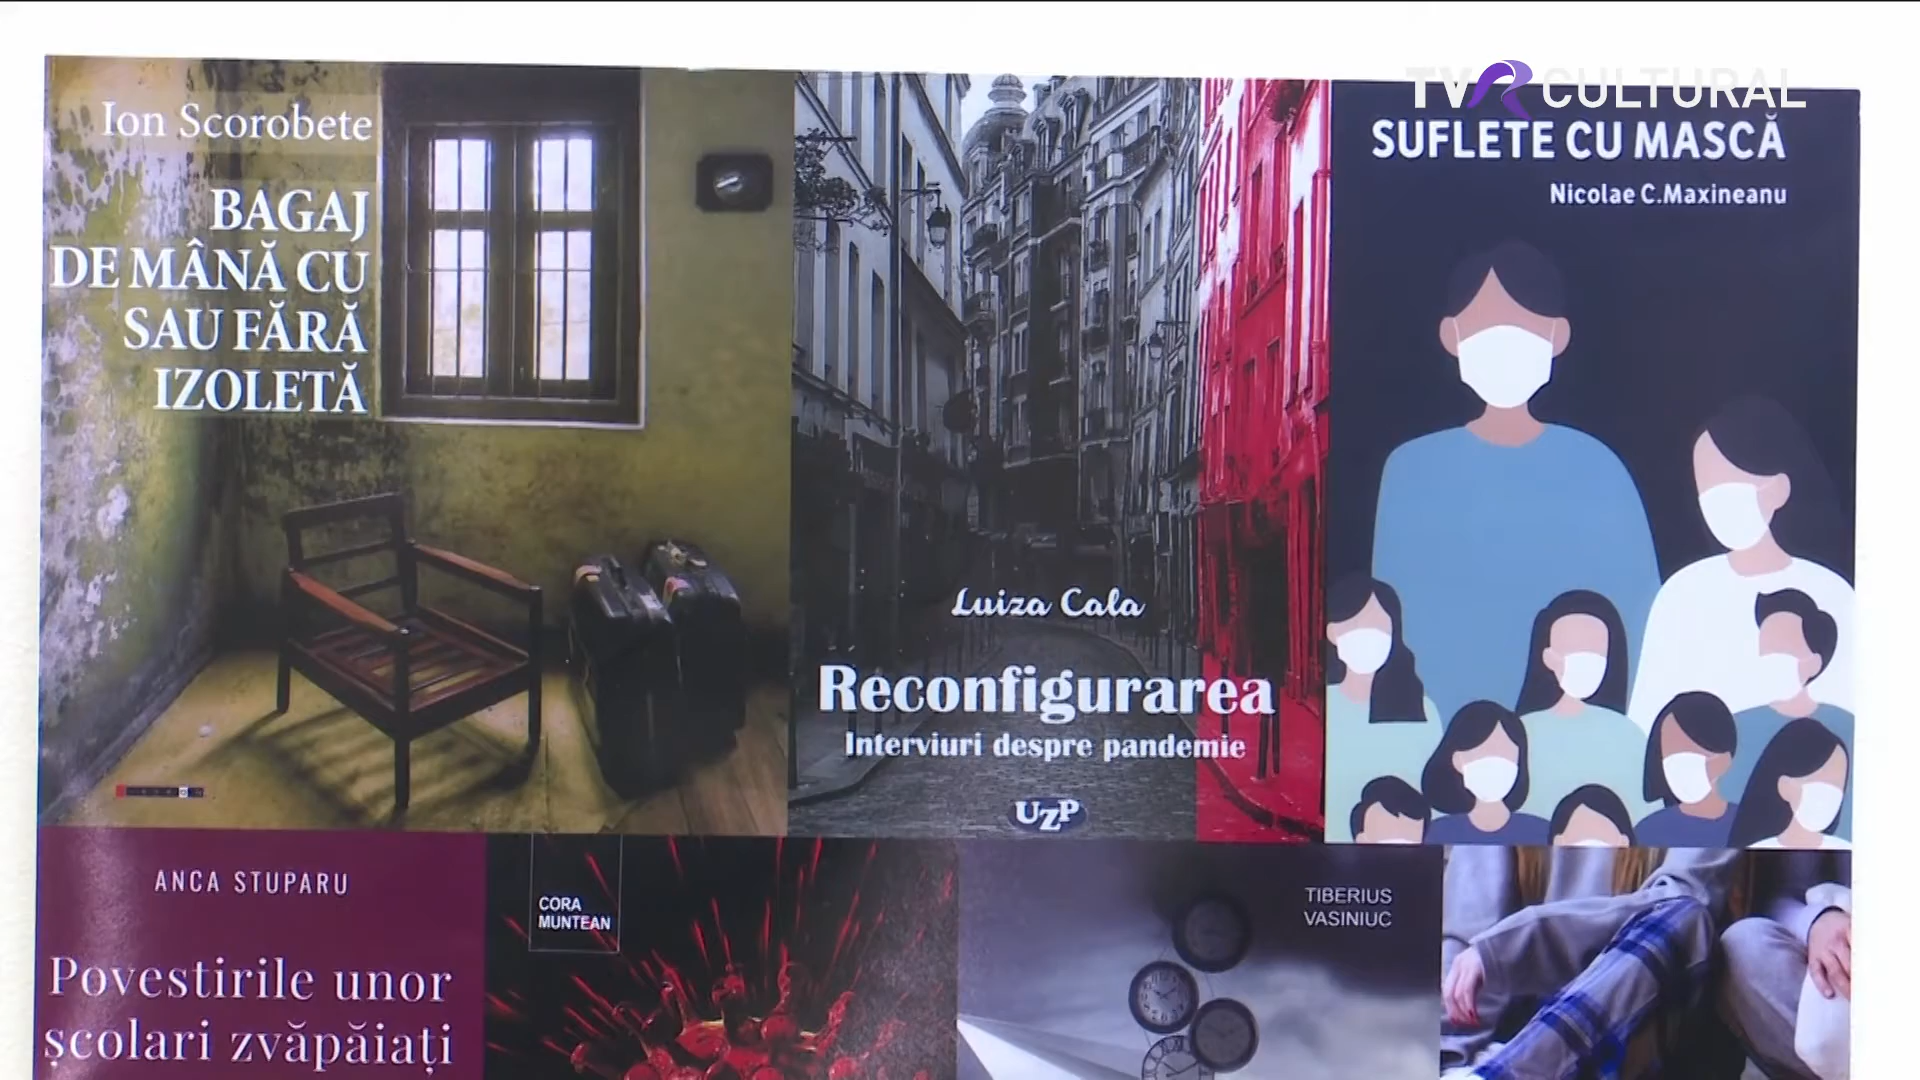 TVR CULTURAL
Ion Scorobete
BAGAJ
DE MÂNĂ CU
SAU FĂRĂ
IZOLETĂ
Luiza Cala
Reconfigurarea
Interviuri despre pandemie
UZP
SUFLETE CU MASCĂ
Nicolae C.Maxineanu
ANCA STUPARU
Povestirile unor
școlari zvăpăiați
CORA
MUNTEAN
TIBERIUS
VASINIUC